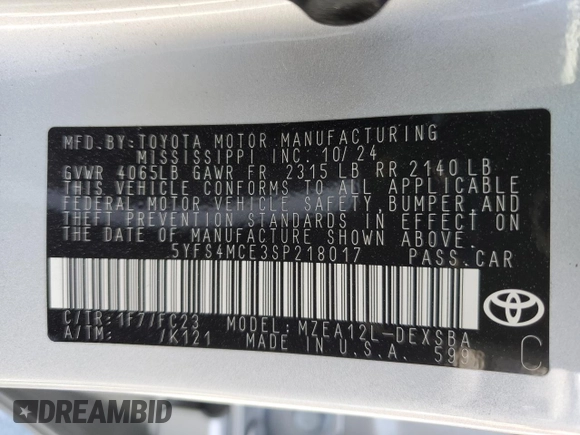 MFD. BY: TOYOTA MOTOR MANUFACTURING
MISSISSIPPI INC. 10/24
GVWR 4065LB GAWR FR 2315 LB RR 2140 LB
THIS VEHICLE CONFORMS TO ALL APPLICABLE
FEDERAL MOTOR VEHICLE SAFETY, BUMPER, AND
THEFT PREVENTION STANDARDS IN EFFECT ON
THE DATE OF MANUFACTURE SHOWN ABOVE.
5YFS4MCE3SP218017 PASS. CAR
C/TR: 1F7/FC23 MODEL: MZEA12L-DEXSBA
A/TM: /K121 MADE IN U.S.A. 599
C
DREAMBID